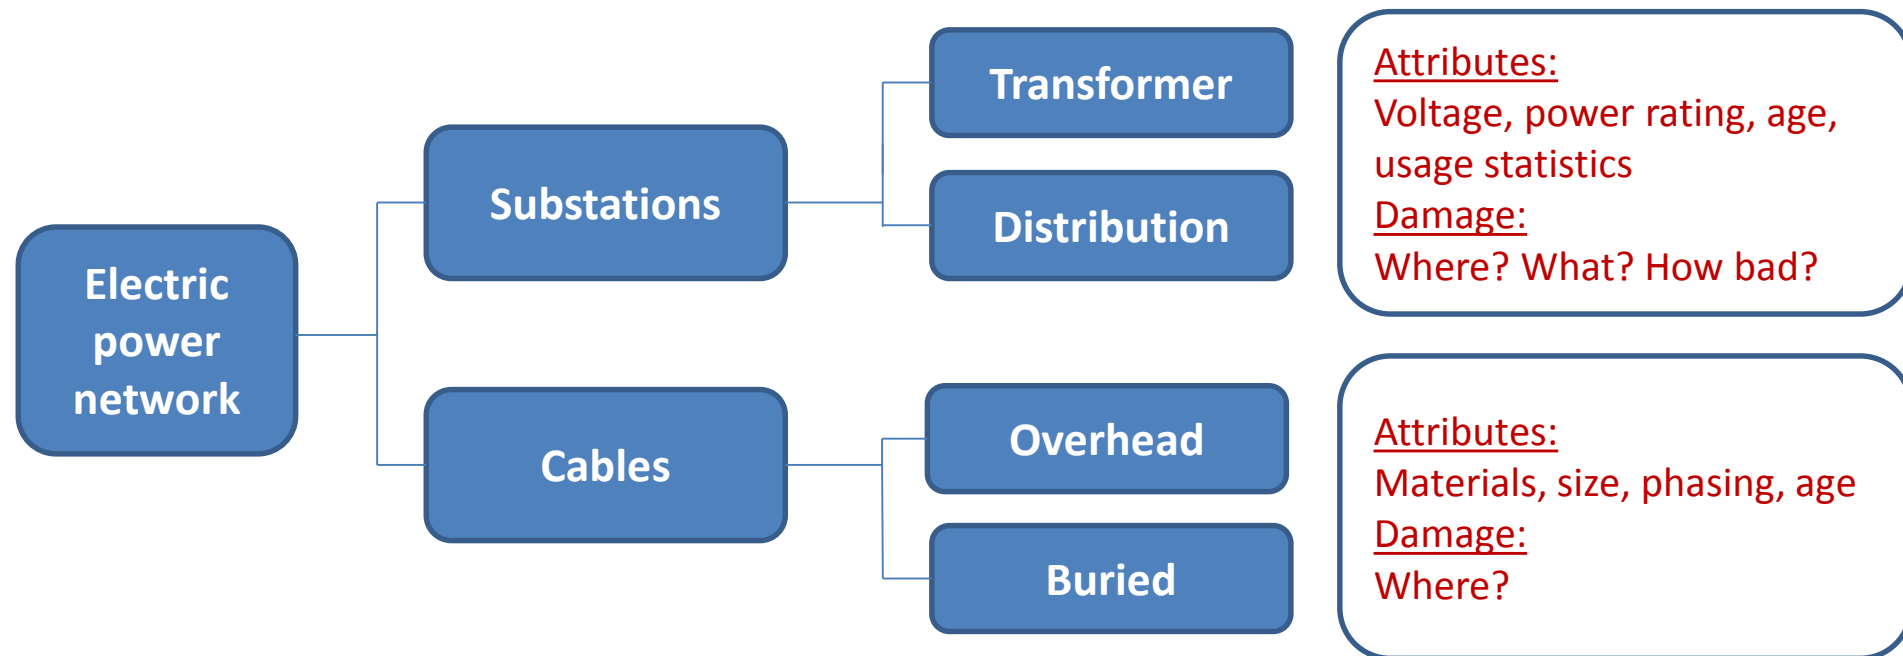 Electric
power
network
Substations
Cables
Transformer
Distribution
Overhead
Buried
Attributes:
Voltage, power rating, age,
usage statistics
Damage:
Where? What? How bad?
Attributes:
Materials, size, phasing, age
Damage:
Where?